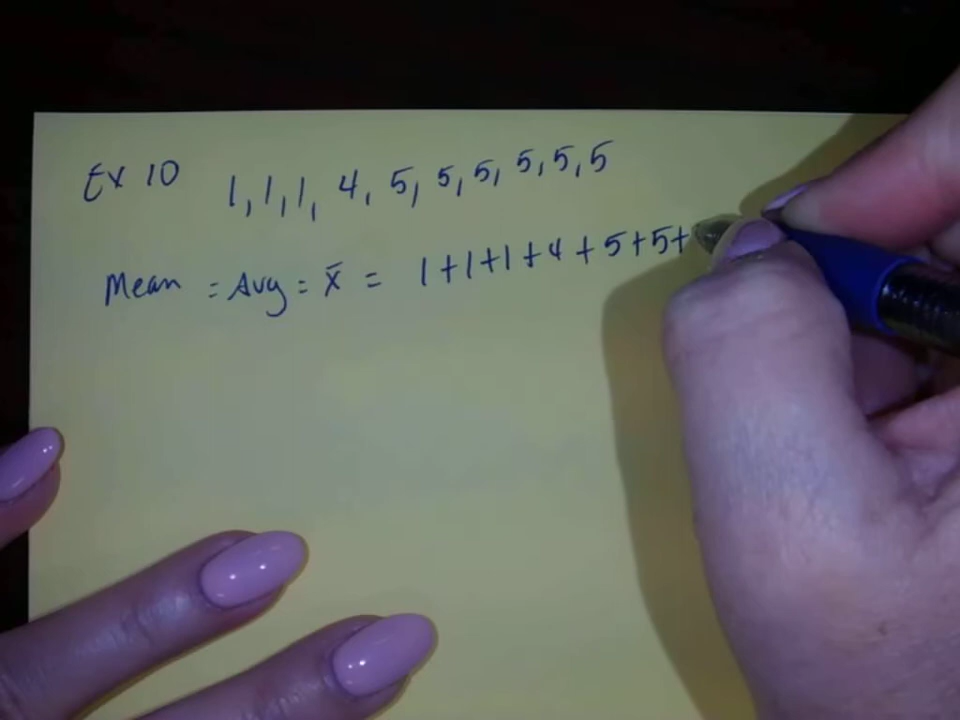 Ex 10 1, 1, 1, 4, 5, 5, 5, 5, 5, 5
Mean = Avg = x̄ = 1+1+1+4+5+5+